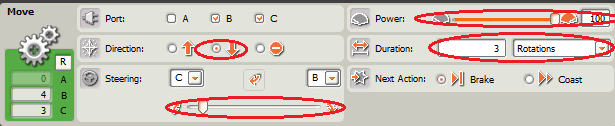 Move
Port: A B C
Power: 100
R
Direction:
Duration: 3 Rotations
0 A
Steering: C B
Next Action: Brake Coast
4 B
3 C